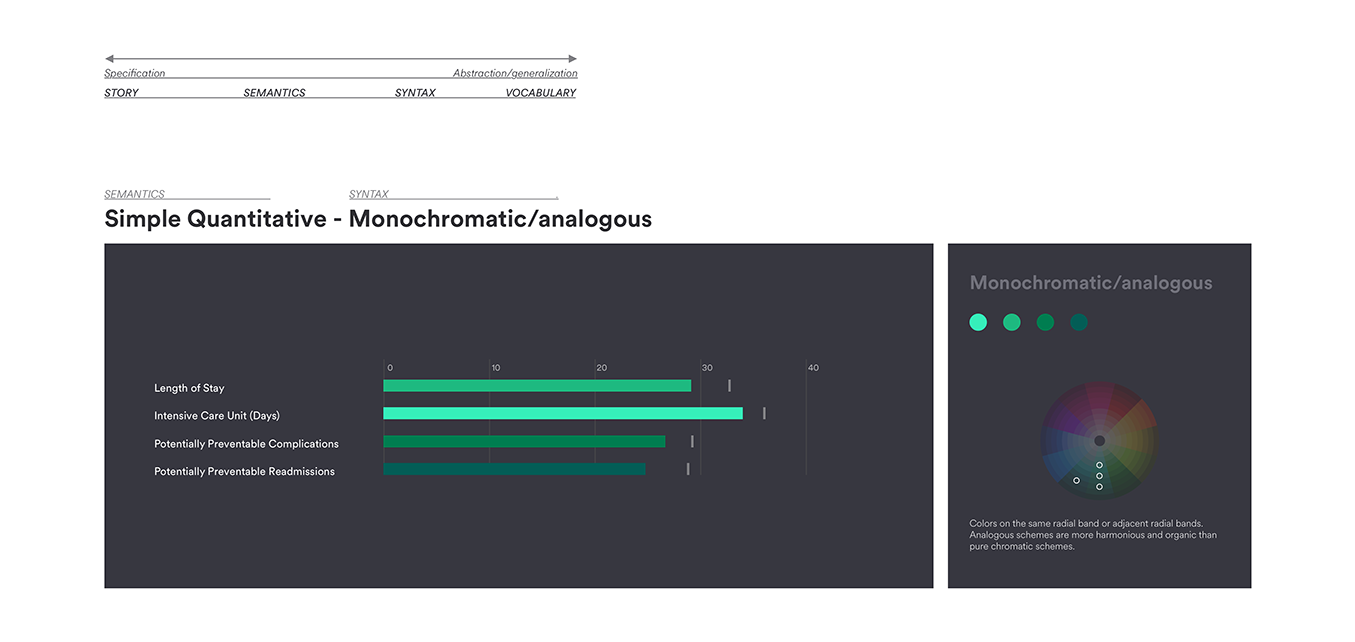 Specification Abstraction/generalization
STORY SEMANTICS SYNTAX VOCABULARY
SEMANTICS SYNTAX
Simple Quantitative - Monochromatic/analogous
Monochromatic/analogous
0 10 20 30 40
Length of Stay
Intensive Care Unit (Days)
Potentially Preventable Complications
Potentially Preventable Readmissions
Colors on the same radial band or adjacent radial bands.
Analogous schemes are more harmonious and organic than
pure chromatic schemes.